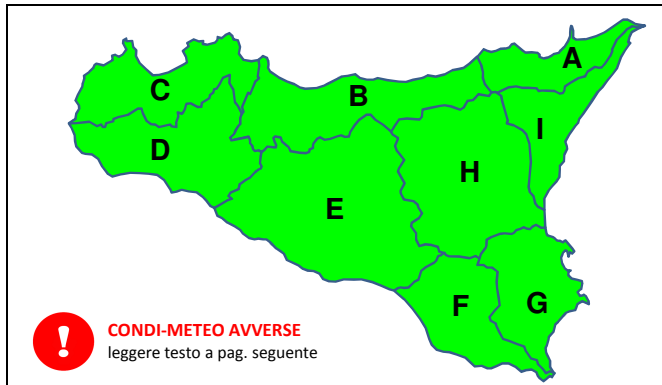 A
B
C
I
D
H
E
F
G
!
CONDI-METEO AVVERSE
leggere testo a pag. seguente